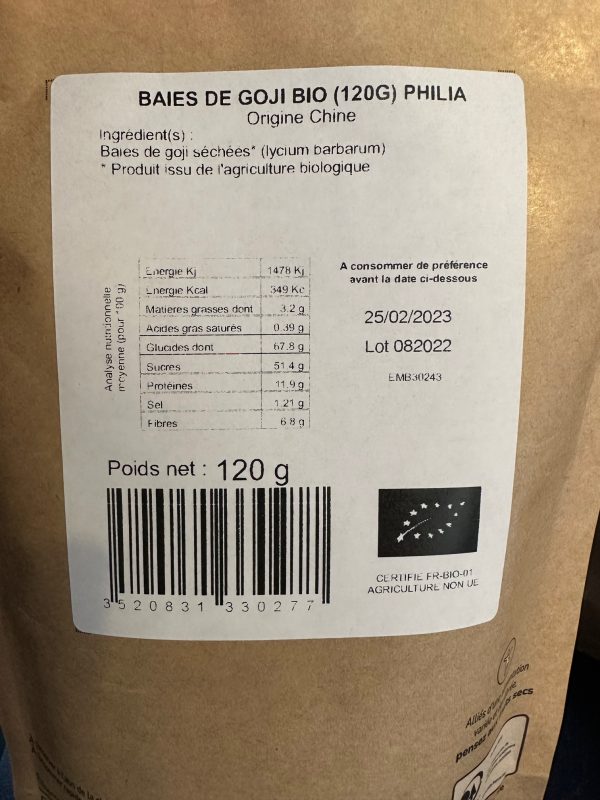 BAIES DE GOJI BIO (120G) PHILIA
Origine Chine
Ingrédient(s) :
Baies de goji séchées* (lycium barbarum)
* Produit issu de l'agriculture biologique
Analyse nutritionnelle
moyenne (pour 100 g)
Energie Kj 1478 Kj
Energie Kcal 349 Kc
Matieres grasses dont 3.2 g
Acides gras saturés 0.39 g
Glucides dont 67.8 g
Sucres 51.4 g
Protéines 11.9 g
Sel 1.21 g
Fibres 6.8 g
A consommer de préférence
avant la date ci-dessous
25/02/2023
Lot 082022
EMB30243
Poids net : 120 g
3 520831 330277
CERTIFIE FR-BIO-01
AGRICULTURE NON UE
Alliés
pensez secs